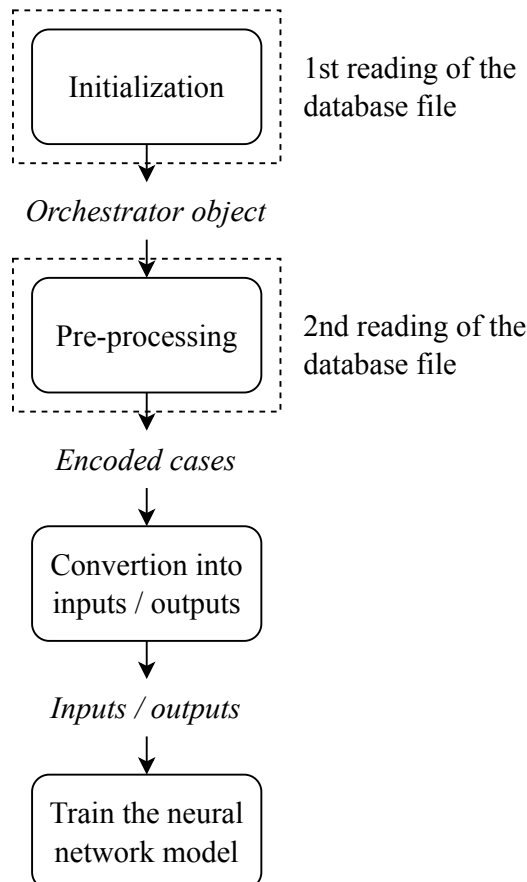 Initialization
1st reading of the
database file
Orchestrator object
Pre-processing
2nd reading of the
database file
Encoded cases
Convertion into
inputs / outputs
Inputs / outputs
Train the neural
network model